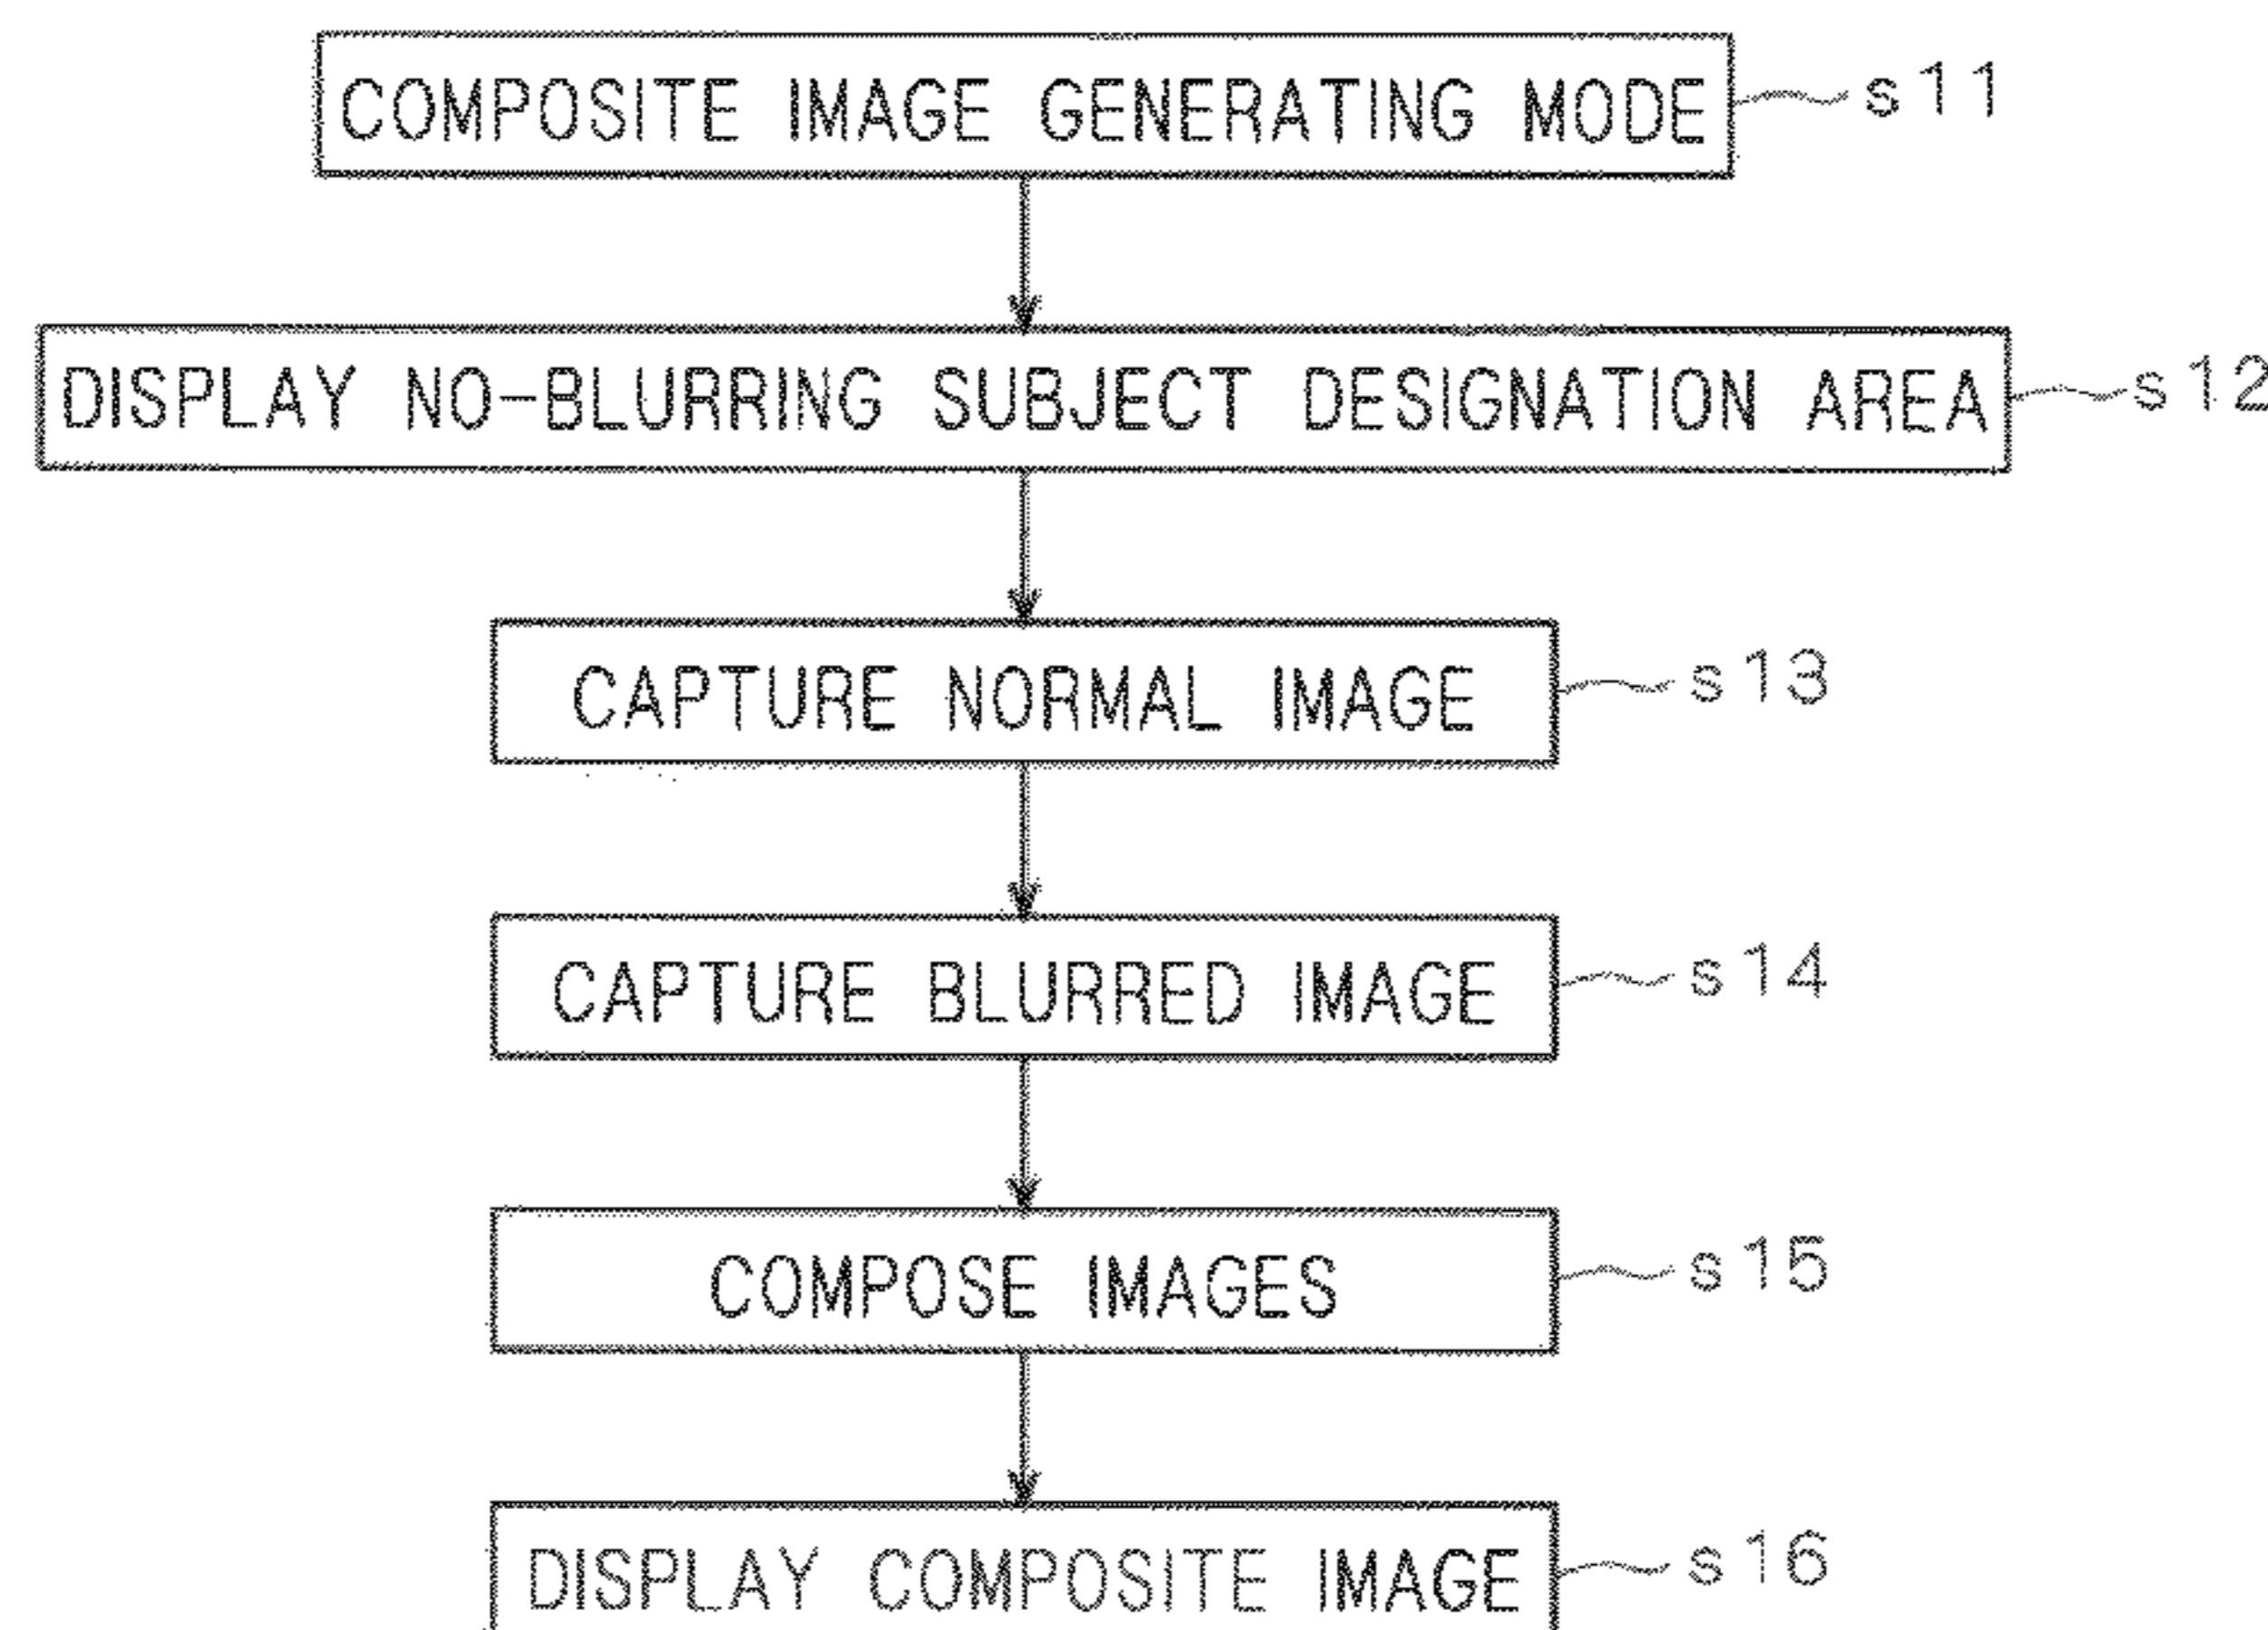 COMPOSITE IMAGE GENERATING MODE s11
DISPLAY NO-BLURRING SUBJECT DESIGNATION AREA s12
CAPTURE NORMAL IMAGE s13
CAPTURE BLURRED IMAGE s14
COMPOSE IMAGES s15
DISPLAY COMPOSITE IMAGE s16